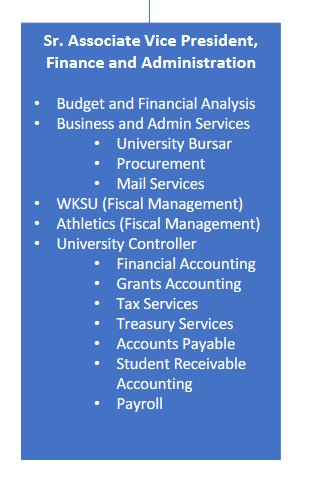 Sr. Associate Vice President,
Finance and Administration
• Budget and Financial Analysis
• Business and Admin Services
• University Bursar
• Procurement
• Mail Services
• WKSU (Fiscal Management)
• Athletics (Fiscal Management)
• University Controller
• Financial Accounting
• Grants Accounting
• Tax Services
• Treasury Services
• Accounts Payable
• Student Receivable
Accounting
• Payroll